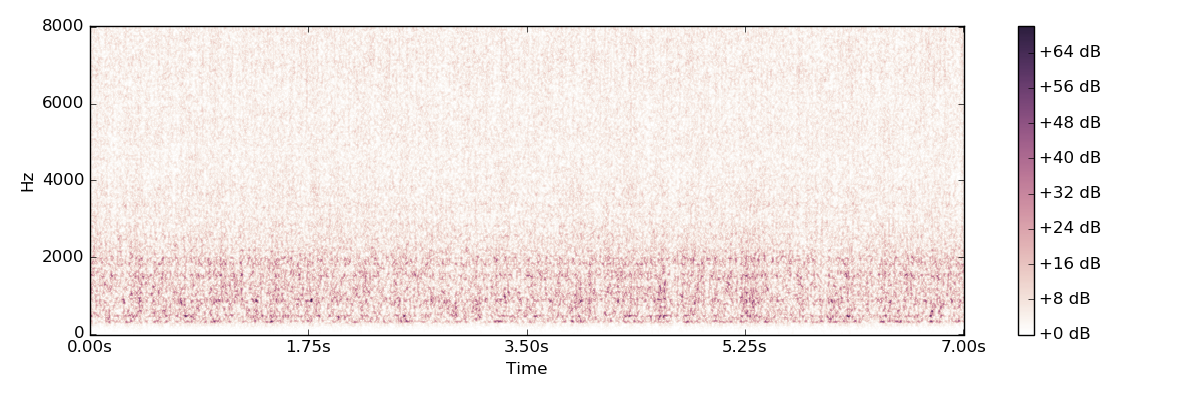 8000
6000
4000
2000
0
Hz
0.00s
1.75s
3.50s
5.25s
7.00s
Time
+64 dB
+56 dB
+48 dB
+40 dB
+32 dB
+24 dB
+16 dB
+8 dB
+0 dB